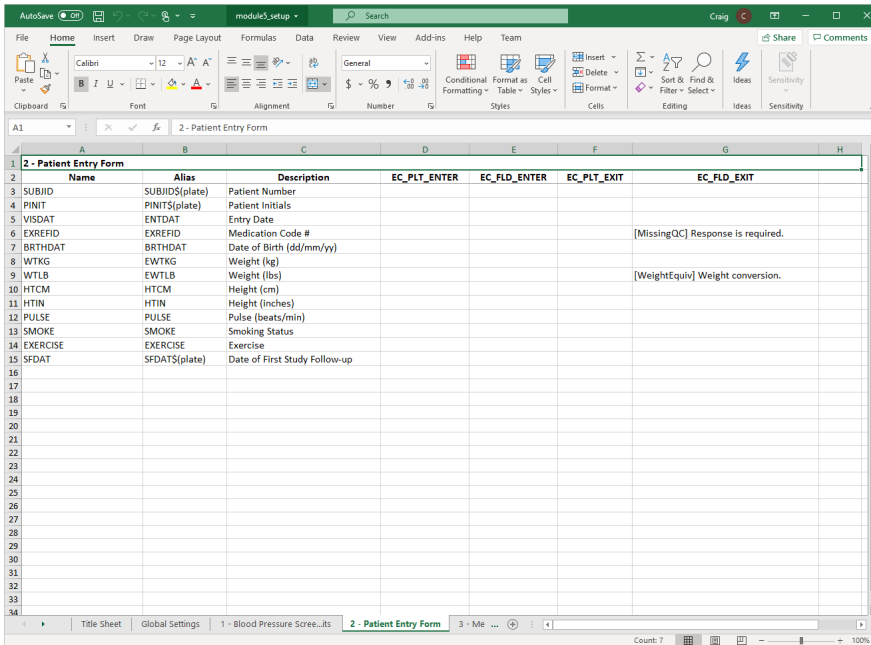 AutoSave Off module5_setup Search Craig C
File Home Insert Draw Page Layout Formulas Data Review View Add-ins Help Team Share Comments
Paste Calibri 12 A A General Conditional Formatting Format as Table Cell Styles Insert Delete Format Sort & Filter Find & Select Ideas Sensitivity
B I U A $ % 9
Clipboard Font Alignment Number Styles Cells Editing Ideas Sensitivity
A1 fx 2 - Patient Entry Form
A B C D E F G H
1 2 - Patient Entry Form
2 Name Alias Description EC_PLT_ENTER EC_FLD_ENTER EC_PLT_EXIT EC_FLD_EXIT
3 SUBJID SUBJID$(plate) Patient Number
4 PINIT PINIT$(plate) Patient Initials
5 VISDAT ENTDAT Entry Date
6 EXREFID EXREFID Medication Code # [MissingQC] Response is required.
7 BRTHDAT BRTHDAT Date of Birth (dd/mm/yy)
8 WTKG EWTKG Weight (kg)
9 WTLB EWTLB Weight (lbs) [WeightEquiv] Weight conversion.
10 HTCM HTCM Height (cm)
11 HTIN HTIN Height (inches)
12 PULSE PULSE Pulse (beats/min)
13 SMOKE SMOKE Smoking Status
14 EXERCISE EXERCISE Exercise
15 SFDAT SFDAT$(plate) Date of First Study Follow-up
16
17
18
19
20
21
22
23
24
25
26
27
28
29
30
31
32
33
34
Title Sheet Global Settings 1 - Blood Pressure Scree...its 2 - Patient Entry Form 3 - Me ...
Count: 7 100%